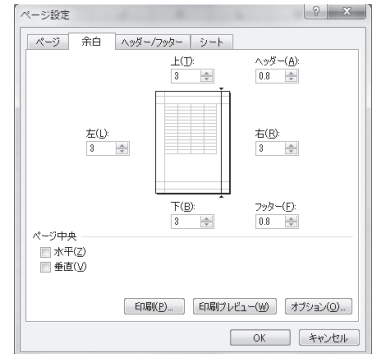 ページ設定
ページ 余白 ヘッダー/フッター シート
上(T): ヘッダー(A):
3 0.8
左(L): 右(R):
3 3
下(B): フッター(F):
3 0.8
ページ中央
水平(Z)
垂直(V)
印刷(P)... 印刷プレビュー(W) オプション(O)...
OK キャンセル